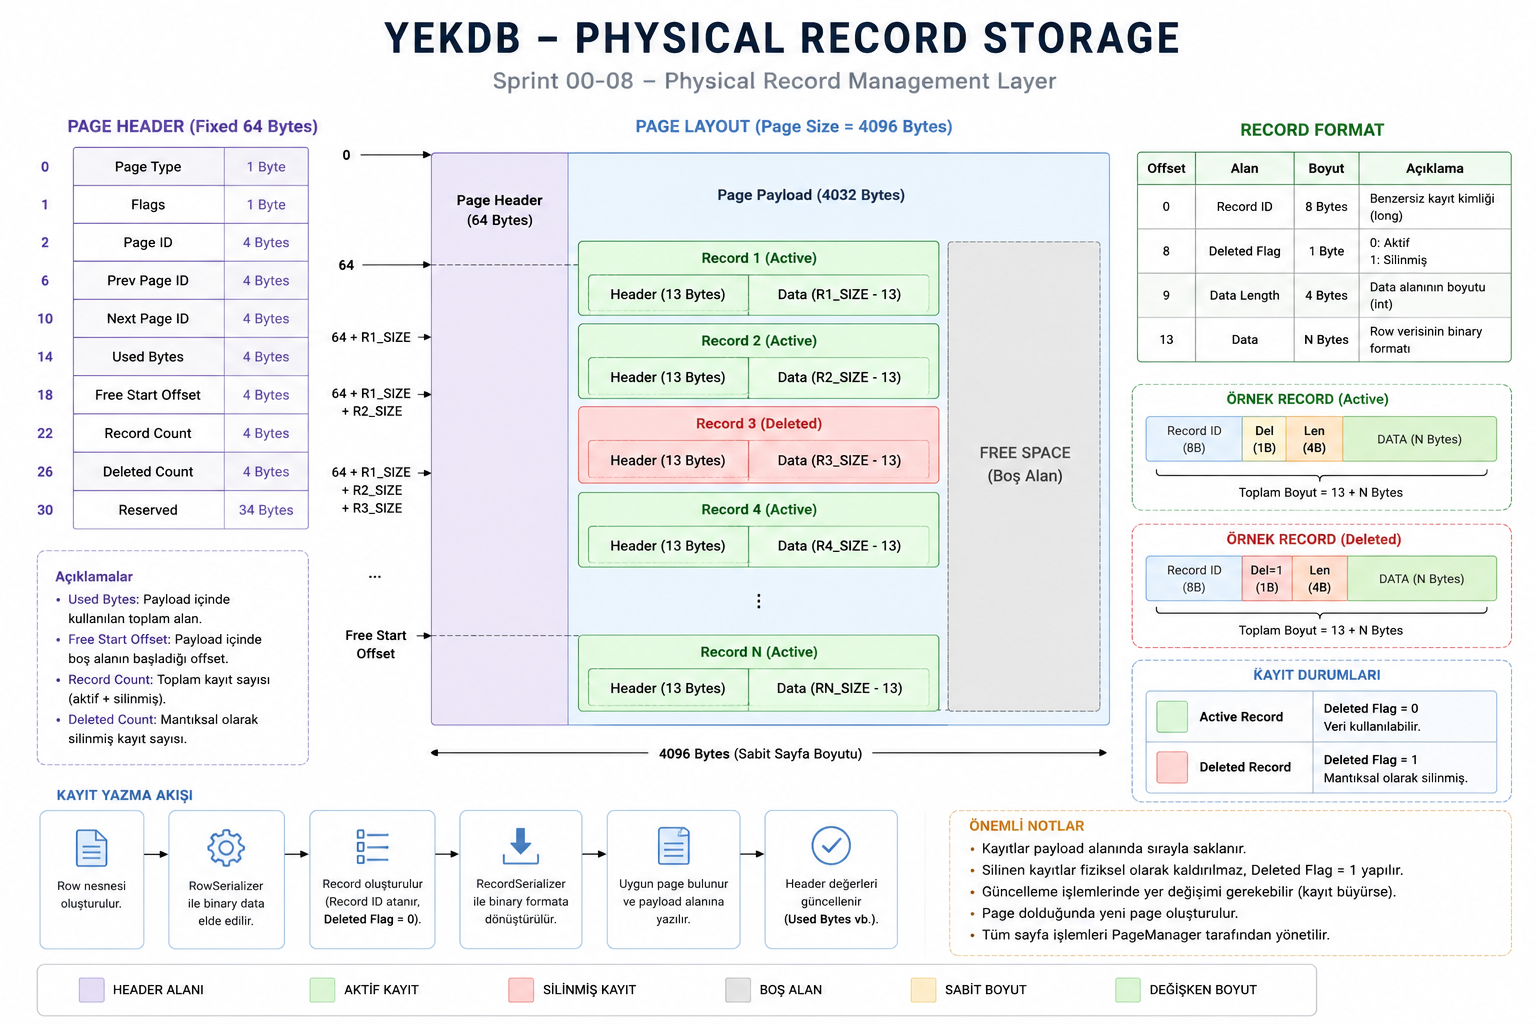 YEKDB – PHYSICAL RECORD STORAGE
Sprint 00-08 – Physical Record Management Layer
PAGE HEADER (Fixed 64 Bytes)
0 Page Type 1 Byte
1 Flags 1 Byte
2 Page ID 4 Bytes
6 Prev Page ID 4 Bytes
10 Next Page ID 4 Bytes
14 Used Bytes 4 Bytes
18 Free Start Offset 4 Bytes
22 Record Count 4 Bytes
26 Deleted Count 4 Bytes
30 Reserved 34 Bytes
Açıklamalar
• Used Bytes: Payload içinde
kullanılan toplam alan.
• Free Start Offset: Payload içinde
boş alanın başladığı offset.
• Record Count: Toplam kayıt sayısı
(aktif + silinmiş).
• Deleted Count: Mantıksal olarak
silinmiş kayıt sayısı.
PAGE LAYOUT (Page Size = 4096 Bytes)
0
64
64 + R1_SIZE
64 + R1_SIZE
+ R2_SIZE
64 + R1_SIZE
+ R2_SIZE
+ R3_SIZE
...
Free Start
Offset
Page Header
(64 Bytes)
Page Payload (4032 Bytes)
Record 1 (Active)
Header (13 Bytes) Data (R1_SIZE - 13)
Record 2 (Active)
Header (13 Bytes) Data (R2_SIZE - 13)
Record 3 (Deleted)
Header (13 Bytes) Data (R3_SIZE - 13)
Record 4 (Active)
Header (13 Bytes) Data (R4_SIZE - 13)
⋮
Record N (Active)
Header (13 Bytes) Data (RN_SIZE - 13)
FREE SPACE
(Boş Alan)
4096 Bytes (Sabit Sayfa Boyutu)
RECORD FORMAT
Offset Alan Boyut Açıklama
0 Record ID 8 Bytes Benzersiz kayıt kimliği
(long)
8 Deleted Flag 1 Byte 0: Aktif
1: Silinmiş
9 Data Length 4 Bytes Data alanının boyutu
(int)
13 Data N Bytes Row verisinin binary
formatı
ÖRNEK RECORD (Active)
Record ID Del Len DATA (N Bytes)
(8B) (1B) (4B)
Toplam Boyut = 13 + N Bytes
ÖRNEK RECORD (Deleted)
Record ID Del=1 Len DATA (N Bytes)
(8B) (1B) (4B)
Toplam Boyut = 13 + N Bytes
KAYIT DURUMLARI
Active Record Deleted Flag = 0
Veri kullanılabilir.
Deleted Record Deleted Flag = 1
Mantıksal olarak silinmiş.
KAYIT YAZMA AKIŞI
Row nesnesi
oluşturulur.
RowSerializer
ile binary data
elde edilir.
Record oluşturulur
(Record ID atanır,
Deleted Flag = 0).
RecordSerializer
ile binary formata
dönüştürülür.
Uygun page bulunur
ve payload alanına
yazılır.
Header değerleri
güncellenir
(Used Bytes vb.).
ÖNEMLİ NOTLAR
• Kayıtlar payload alanında sırayla saklanır.
• Silinen kayıtlar fiziksel olarak kaldırılmaz, Deleted Flag = 1 yapılır.
• Güncelleme işlemlerinde yer değişimi gerekebilir (kayıt büyürse).
• Page dolduğunda yeni page oluşturulur.
• Tüm sayfa işlemleri PageManager tarafından yönetilir.
HEADER ALANI AKTİF KAYIT SİLİNMİŞ KAYIT BOŞ ALAN SABİT BOYUT DEĞİŞKEN BOYUT